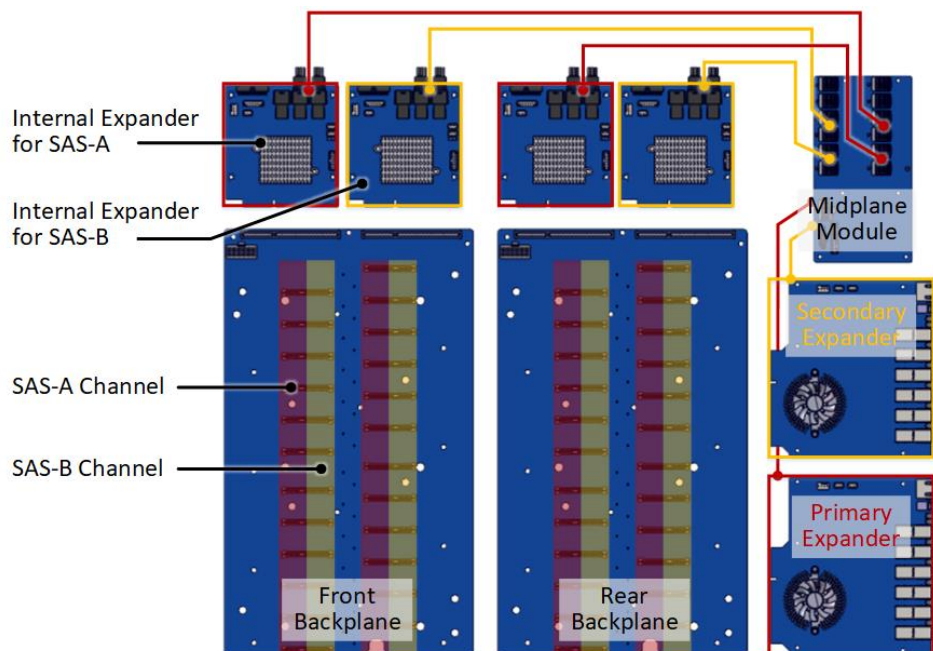 Internal Expander
for SAS-A
Internal Expander
for SAS-B
Midplane
Module
Secondary
Expander
SAS-A Channel
SAS-B Channel
Primary
Expander
Front
Backplane
Rear
Backplane